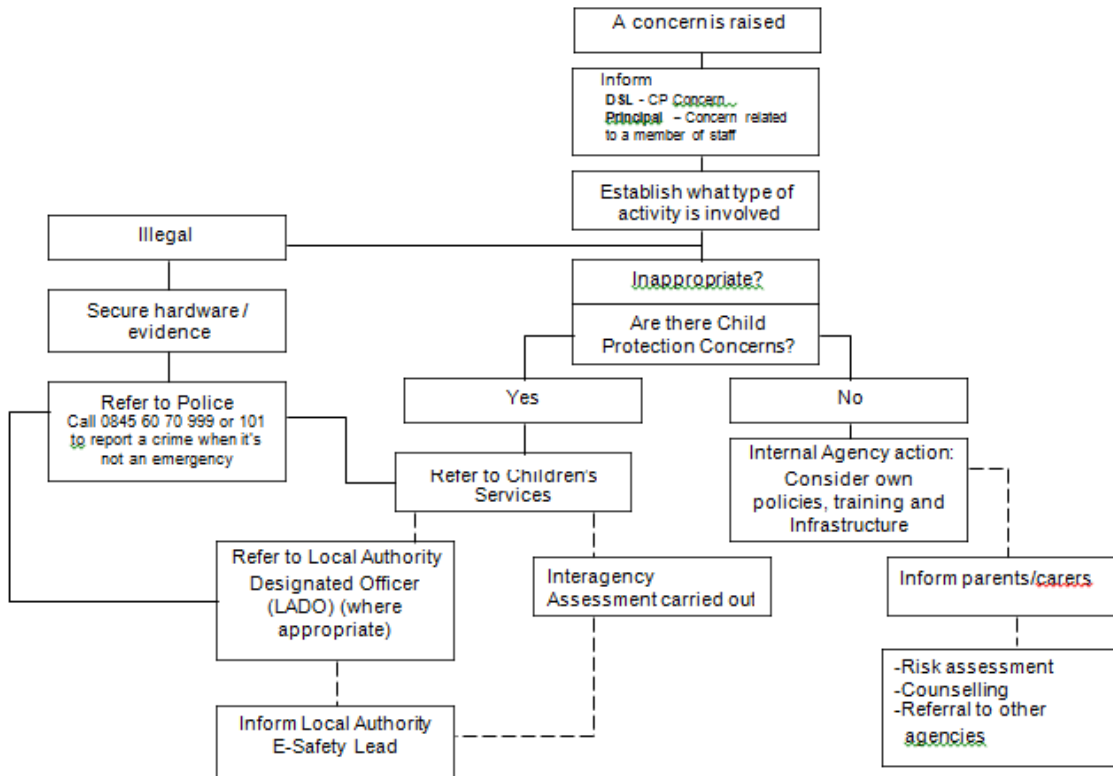 A concern is raised
Inform
DSL - CP Concern
Principal – Concern related
to a member of staff
Establish what type of
activity is involved
Illegal
Inappropriate?
Secure hardware /
evidence
Are there Child
Protection Concerns?
Yes
No
Refer to Police
Call 0845 60 70 999 or 101
to report a crime when it's
not an emergency
Refer to Children's
Services
Internal Agency action:
Consider own
policies, training and
Infrastructure
Refer to Local Authority
Designated Officer
(LADO) (where
appropriate)
Interagency
Assessment carried out
Inform parents/carers
Inform Local Authority
E-Safety Lead
-Risk assessment
-Counselling
-Referral to other
agencies